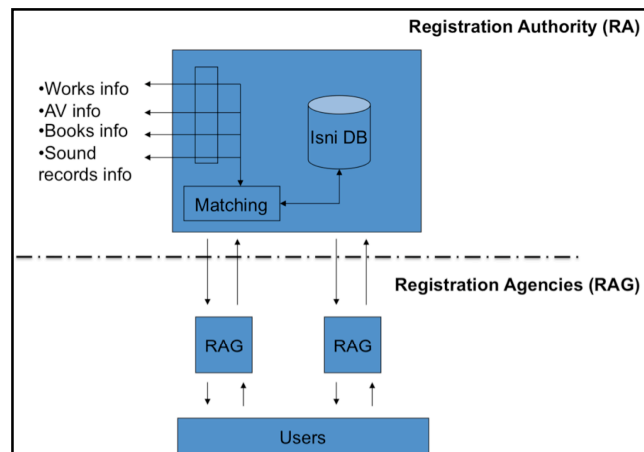 Registration Authority (RA)
•Works info
•AV info
•Books info
•Sound
records info
Isni DB
Matching
Registration Agencies (RAG)
RAG
RAG
Users